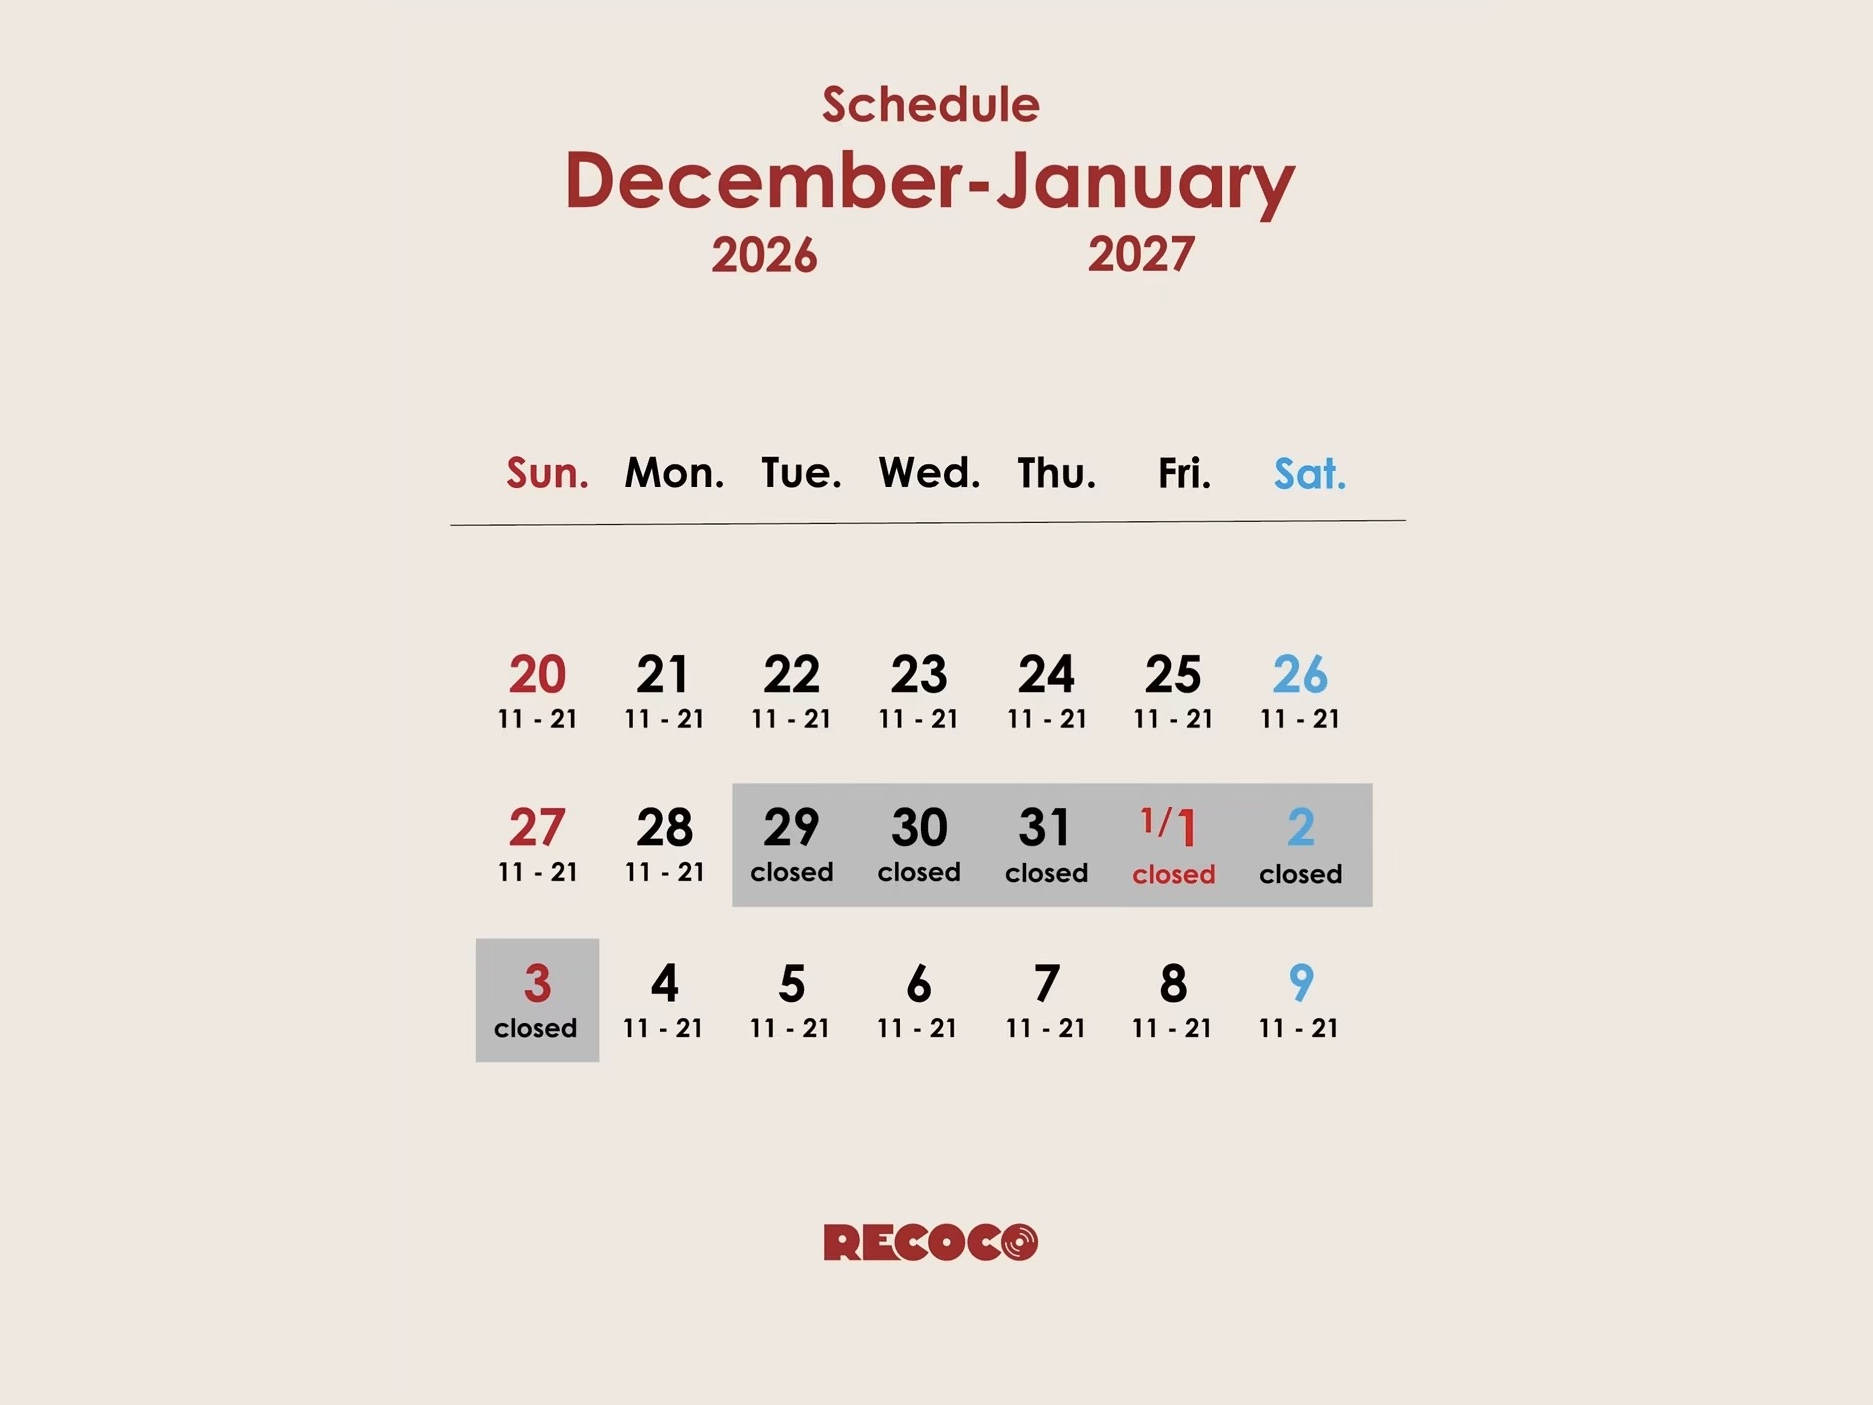 Schedule
December-January
2026 2027
Sun. Mon. Tue. Wed. Thu. Fri. Sat.
20 21 22 23 24 25 26
11 - 21 11 - 21 11 - 21 11 - 21 11 - 21 11 - 21 11 - 21
27 28 29 30 31 1/1 2
11 - 21 11 - 21 closed closed closed closed closed
3 4 5 6 7 8 9
closed 11 - 21 11 - 21 11 - 21 11 - 21 11 - 21 11 - 21
RECOCO